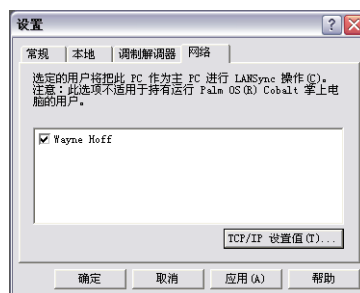 设置
常规 本地 调制解调器 网络
选定的用户将把此 PC 作为主 PC 进行 LANSync 操作(C)。
注意：此选项不适用于持有运行 Palm OS(R) Cobalt 掌上电
脑的用户。
Wayne Hoff
TCP/IP 设置值(T)...
确定 取消 应用(A) 帮助